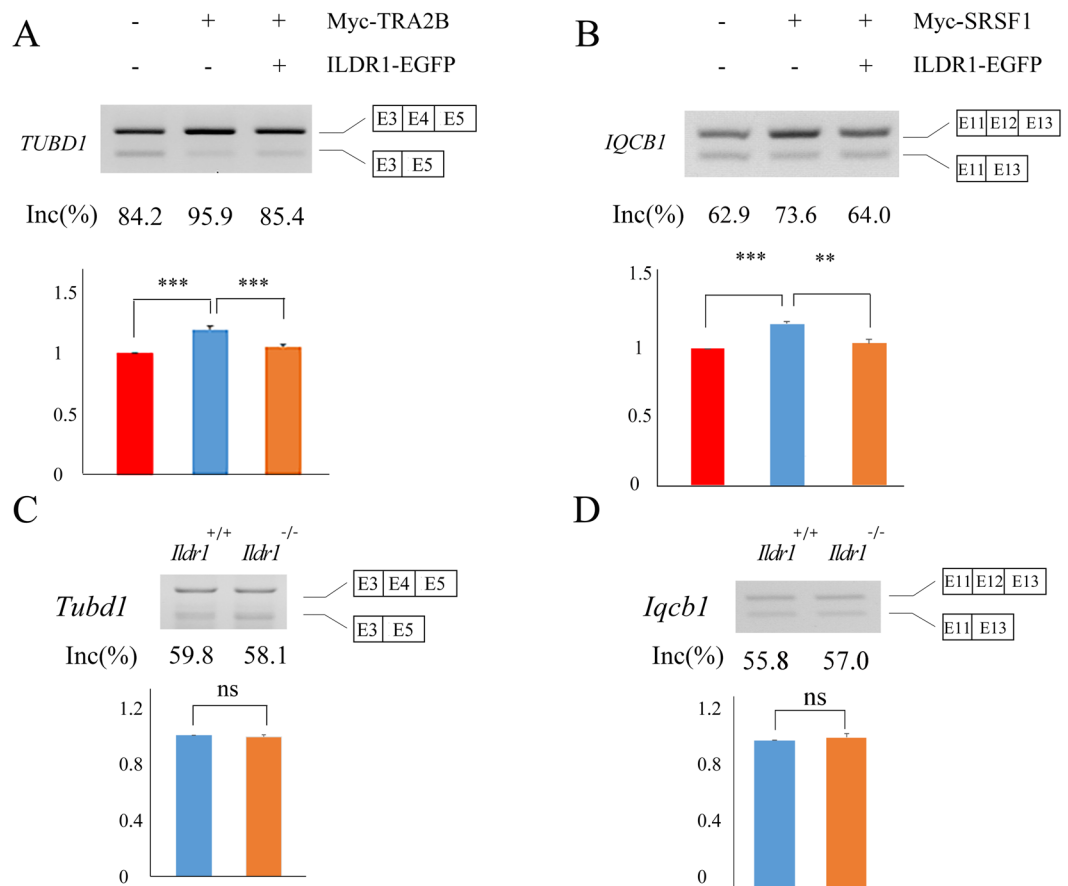 A
- + + Myc-TRA2B
- - + ILDR1-EGFP
TUBD1
E3 E4 E5
E3 E5
Inc(%) 84.2 95.9 85.4
*** ***
1.5
1
0.5
0
B
- + + Myc-SRSF1
- - + ILDR1-EGFP
IQCB1
E11 E12 E13
E11 E13
Inc(%) 62.9 73.6 64.0
*** **
1.5
1
0.5
0
C
Ildr1+/+ Ildr1-/-
Tubd1
E3 E4 E5
E3 E5
Inc(%) 59.8 58.1
ns
1.2
0.8
0.4
0
D
Ildr1+/+ Ildr1-/-
Iqcb1
E11 E12 E13
E11 E13
Inc(%) 55.8 57.0
ns
1.2
0.8
0.4
0